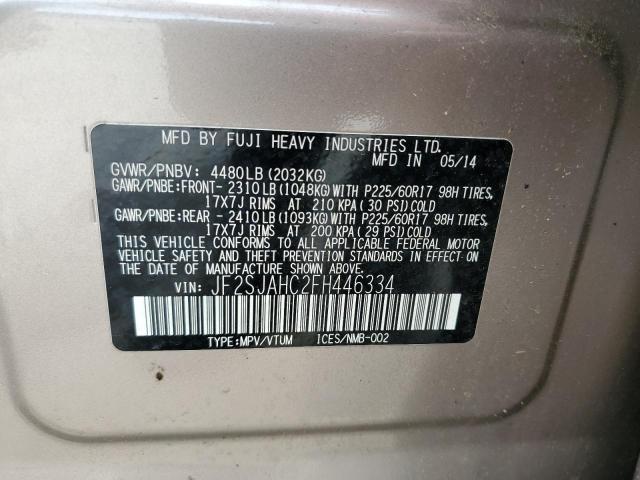 MFD BY FUJI HEAVY INDUSTRIES LTD.
MFD IN 05/14
GVWR/PNBV: 4480LB(2032KG)
GAWR/PNBE:FRONT- 2310LB(1048KG)WITH P225/60R17 98H TIRES,
17X7J RIMS AT 210 KPA(30 PSI)COLD
GAWR/PNBE:REAR - 2410LB(1093KG)WITH P225/60R17 98H TIRES,
17X7J RIMS AT 200 KPA(29 PSI)COLD
THIS VEHICLE CONFORMS TO ALL APPLICABLE FEDERAL MOTOR
VEHICLE SAFETY AND THEFT PREVENTION STANDARDS IN EFFECT ON
THE DATE OF MANUFACTURE SHOWN ABOVE.
VIN: JF2SJAHC2FH446334
TYPE:MPV/VTUM ICES/NMB-002